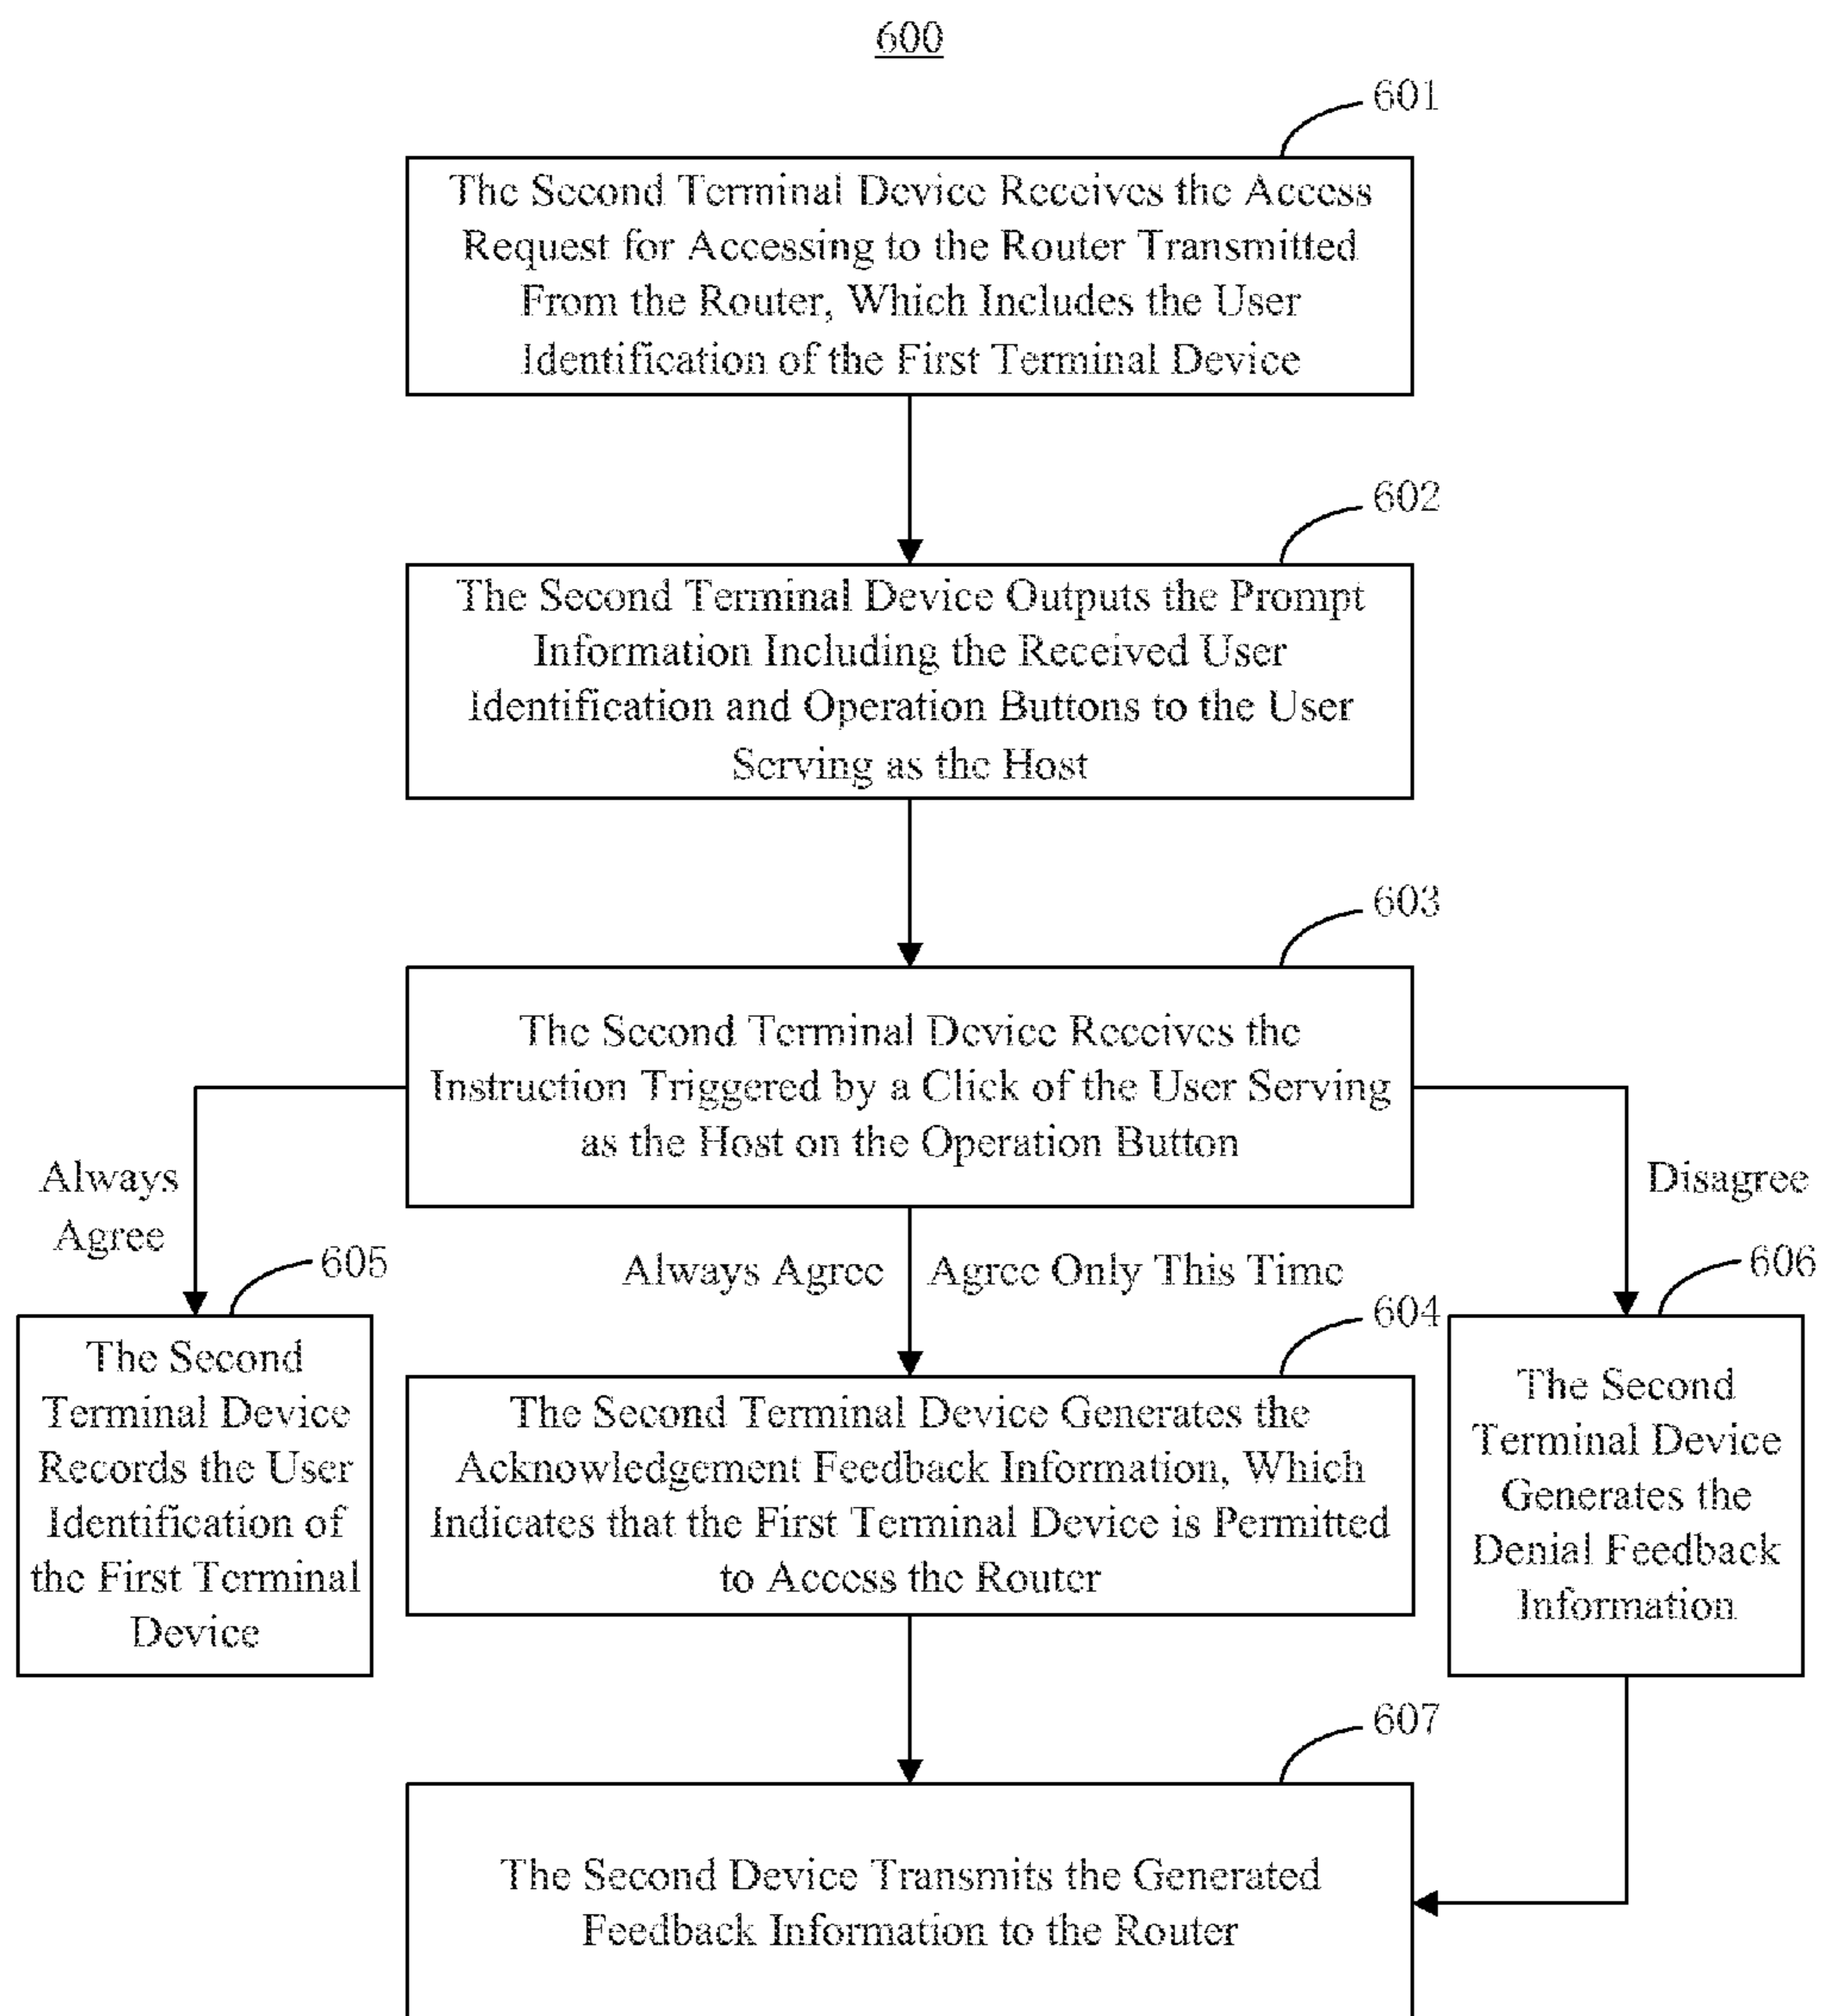 600
601
The Second Terminal Device Receives the Access
Request for Accessing to the Router Transmitted
From the Router, Which Includes the User
Identification of the First Terminal Device
602
The Second Terminal Device Outputs the Prompt
Information Including the Received User
Identification and Operation Buttons to the User
Serving as the Host
603
The Second Terminal Device Receives the
Instruction Triggered by a Click of the User Serving
as the Host on the Operation Button
Always
Agree
Disagree
Always Agree
Agree Only This Time
605
The Second
Terminal Device
Records the User
Identification of
the First Terminal
Device
604
The Second Terminal Device Generates the
Acknowledgement Feedback Information, Which
Indicates that the First Terminal Device is Permitted
to Access the Router
606
The Second
Terminal Device
Generates the
Denial Feedback
Information
607
The Second Device Transmits the Generated
Feedback Information to the Router